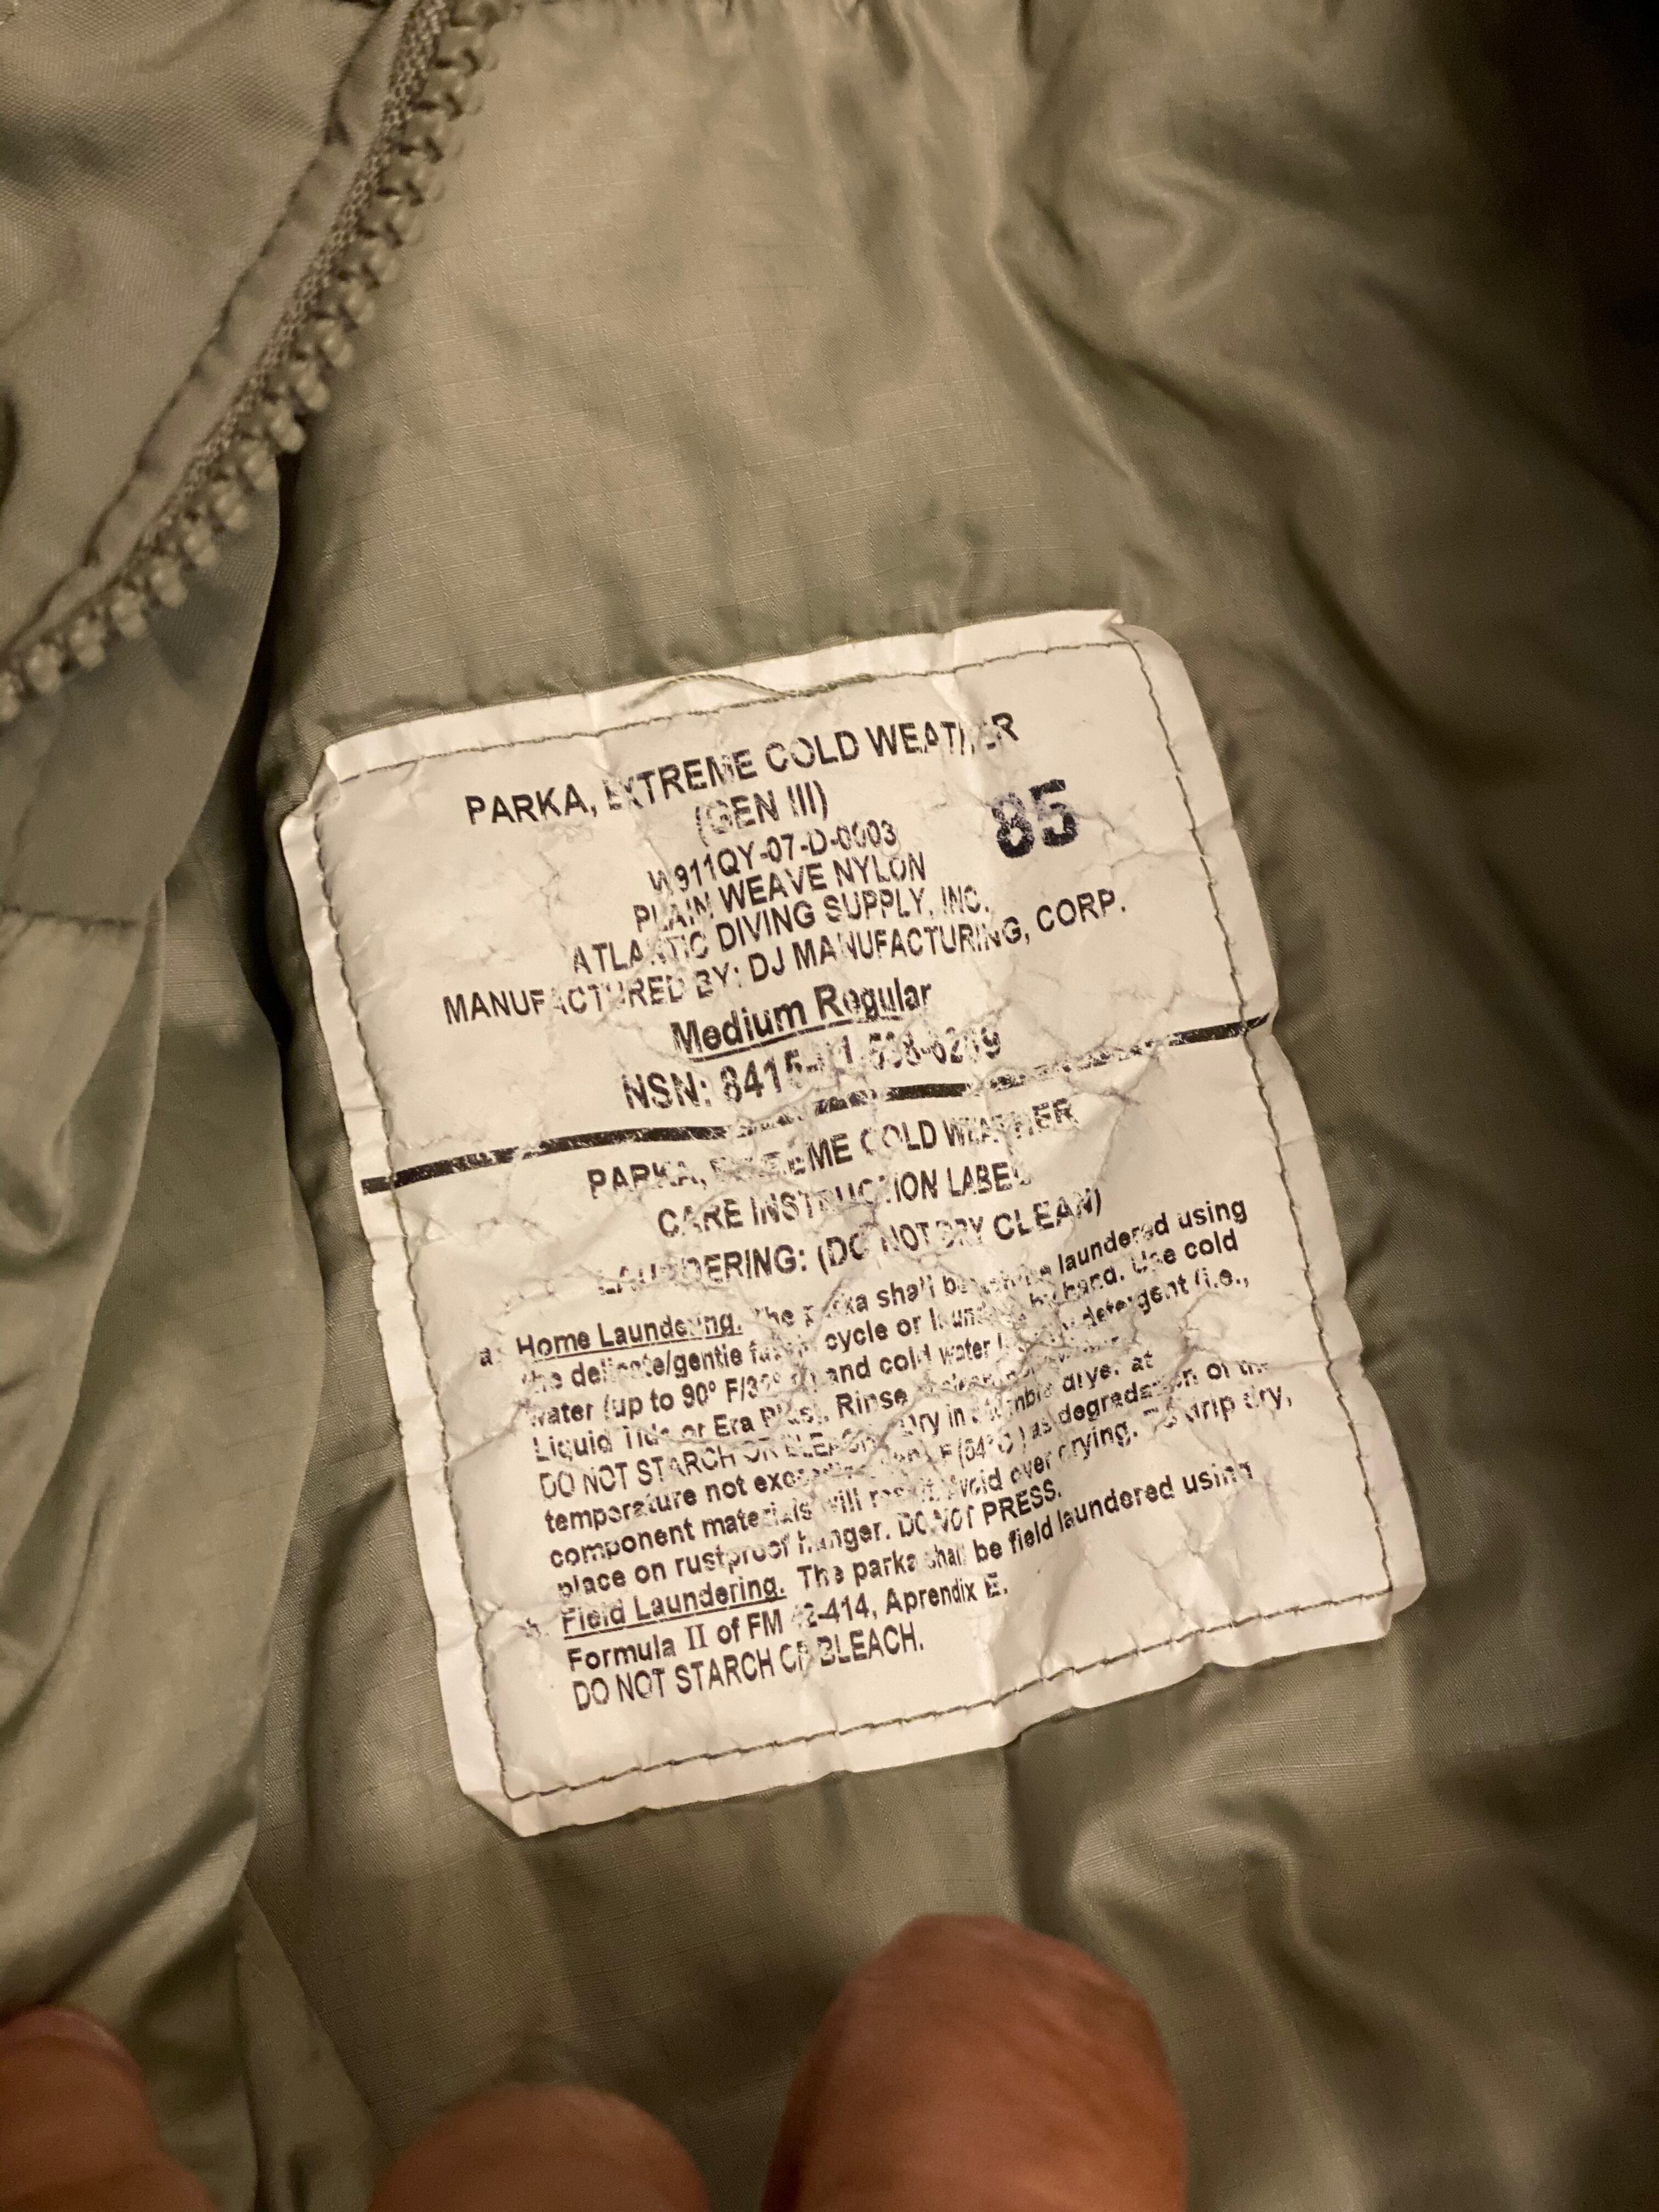 PARKA, EXTREME COLD WEATHER
(GEN III)
85
W911QY-07-D-0003
PLAIN WEAVE NYLON
ATLANTIC DIVING SUPPLY, INC.
MANUFACTURED BY: DJ MANUFACTURING, CORP.
Medium Regular
NSN:
PARKA, EXTREME COLD WEATHER
CARE INSTRUCTION LABEL
LAUNDERING: (DO NOT DRY CLEAN)
a. Home Laundering. The parka shall be laundered using
the delicate/gentle fabric cycle or laundered by hand. Use cold
water (up to 90° F/32° C) and cold water detergent (i.e.,
Liquid Tide or Era Plus). Rinse
DO NOT STARCH OR BLEACH. Dry in a tumble dryer at
temperature not exceeding F (54°C) as degradation of the
component materials will result. Avoid over drying. To drip dry,
place on rustproof hanger. DO NOT PRESS.
b. Field Laundering. The parka shall be field laundered using
Formula II of FM 42-414, Appendix E.
DO NOT STARCH OR BLEACH.